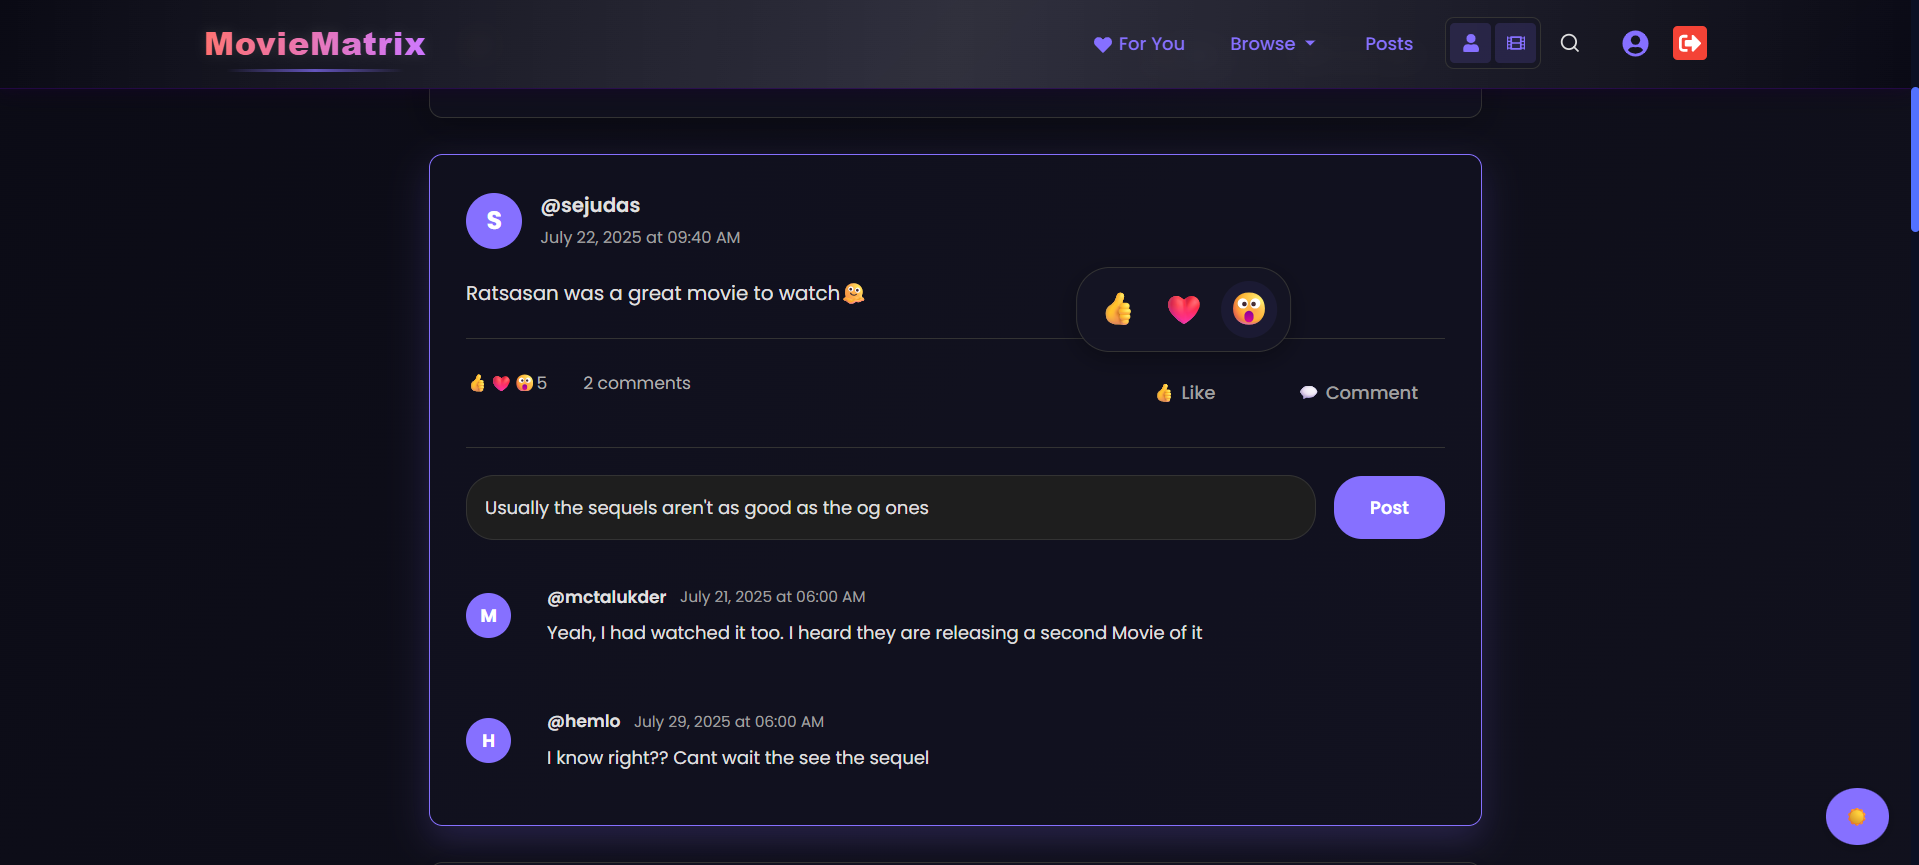 MovieMatrix
For You
Browse
Posts
S
@sejudas
July 22, 2025 at 09:40 AM
Ratsasan was a great movie to watch🤗
👍 ❤️ 😲
👍❤️😲5
2 comments
👍 Like
💬 Comment
Usually the sequels aren't as good as the og ones
Post
M
@mctalukder July 21, 2025 at 06:00 AM
Yeah, I had watched it too. I heard they are releasing a second Movie of it
H
@hemlo July 29, 2025 at 06:00 AM
I know right?? Cant wait the see the sequel